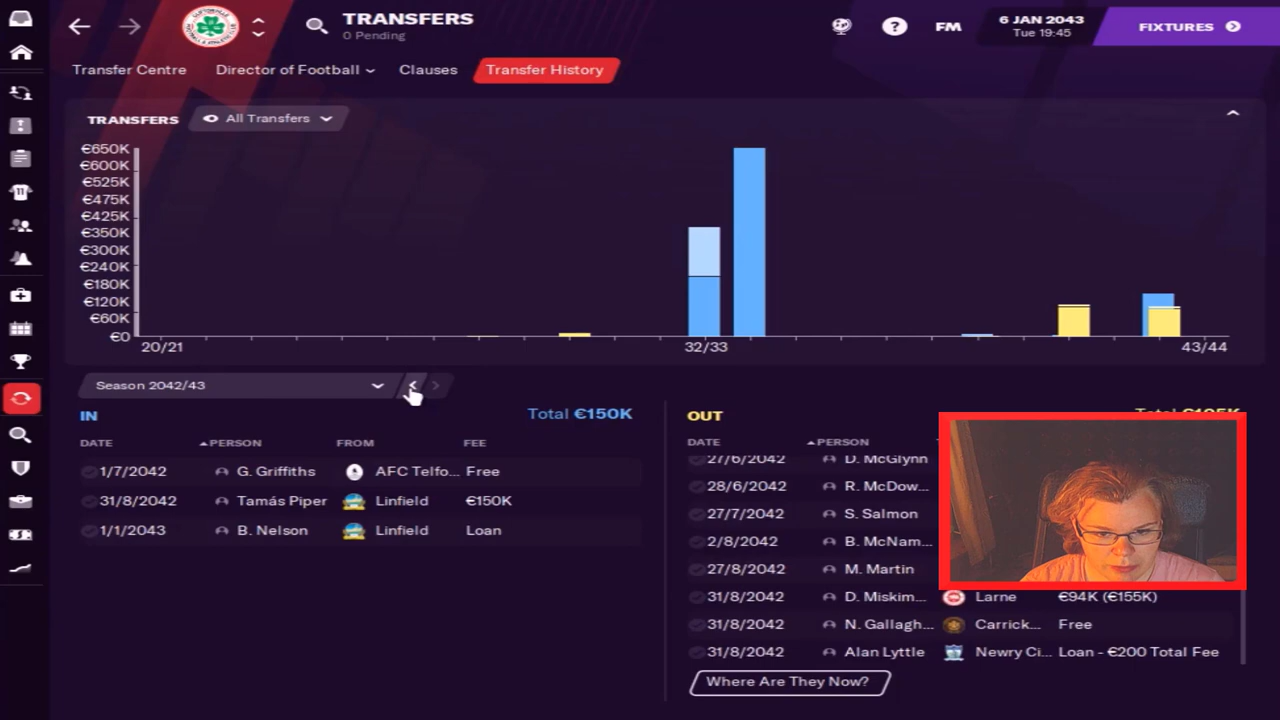 TRANSFERS
0 Pending
FM
6 JAN 2043
Tue 19:45
FIXTURES
Transfer Centre
Director of Football
Clauses
Transfer History
TRANSFERS
All Transfers
€650K
€600K
€525K
€475K
€425K
€350K
€300K
€240K
€180K
€120K
€60K
€0
20/21
32/33
43/44
Season 2042/43
IN
Total €150K
DATE PERSON FROM FEE
1/7/2042 G. Griffiths AFC Telfo... Free
31/8/2042 Tamás Piper Linfield €150K
1/1/2043 B. Nelson Linfield Loan
OUT
DATE PERSON
27/6/2042 D. McGlynn
28/6/2042 R. McDow...
27/7/2042 S. Salmon
2/8/2042 B. McNam...
27/8/2042 M. Martin
31/8/2042 D. Miskim... Larne €94K (€155K)
31/8/2042 N. Gallagh... Carrick... Free
31/8/2042 Alan Lyttle Newry Ci... Loan - €200 Total Fee
Where Are They Now?